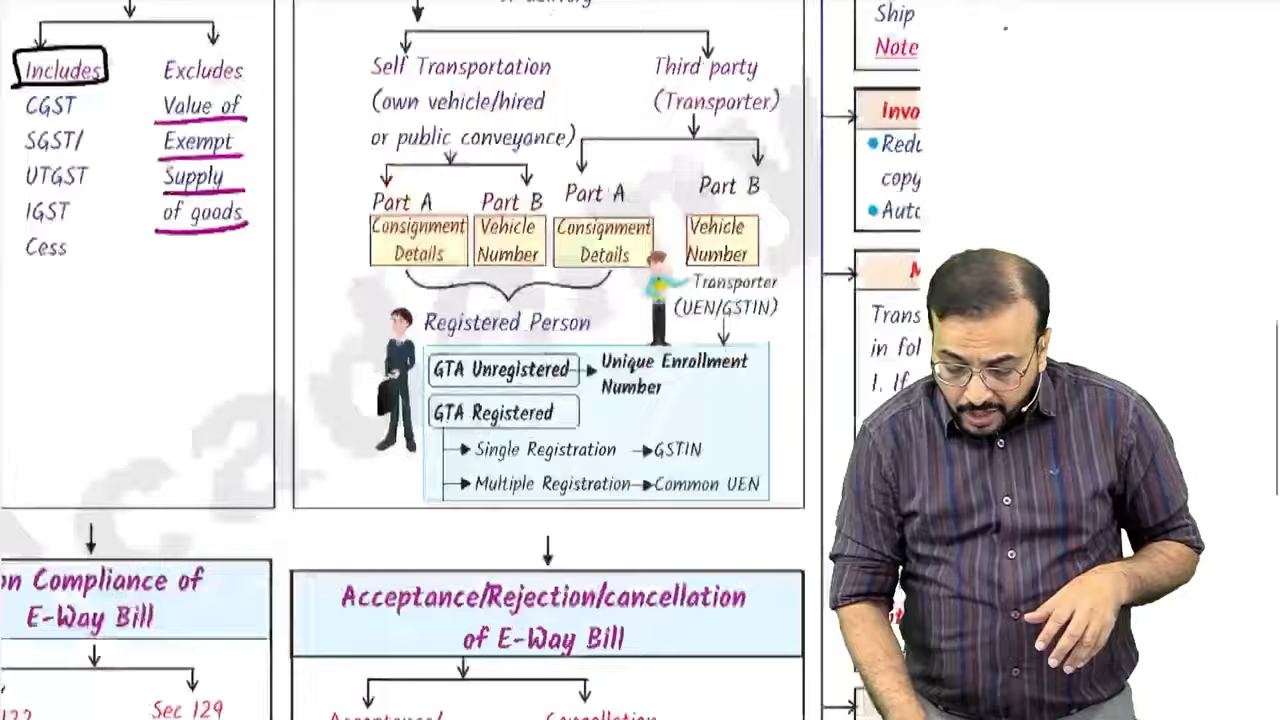 or delivery
Includes
CGST
SGST/
UTGST
IGST
Cess
Excludes
Value of
Exempt
Supply
of goods
Self Transportation
(own vehicle/hired
or public conveyance)
Third party
(Transporter)
Part A
Consignment
Details
Part B
Vehicle
Number
Part A
Consignment
Details
Part B
Vehicle
Number
Transporter
(UEN/GSTIN)
Registered Person
GTA Unregistered
Unique Enrollment
Number
GTA Registered
Single Registration
GSTIN
Multiple Registration
Common UEN
on Compliance of
E-Way Bill
Sec 129
Acceptance/Rejection/cancellation
of E-Way Bill
Acceptance/
Cancellation
Ship
Note
Invo
Redu
copy
Auto
M
Trans
in fol
1. If